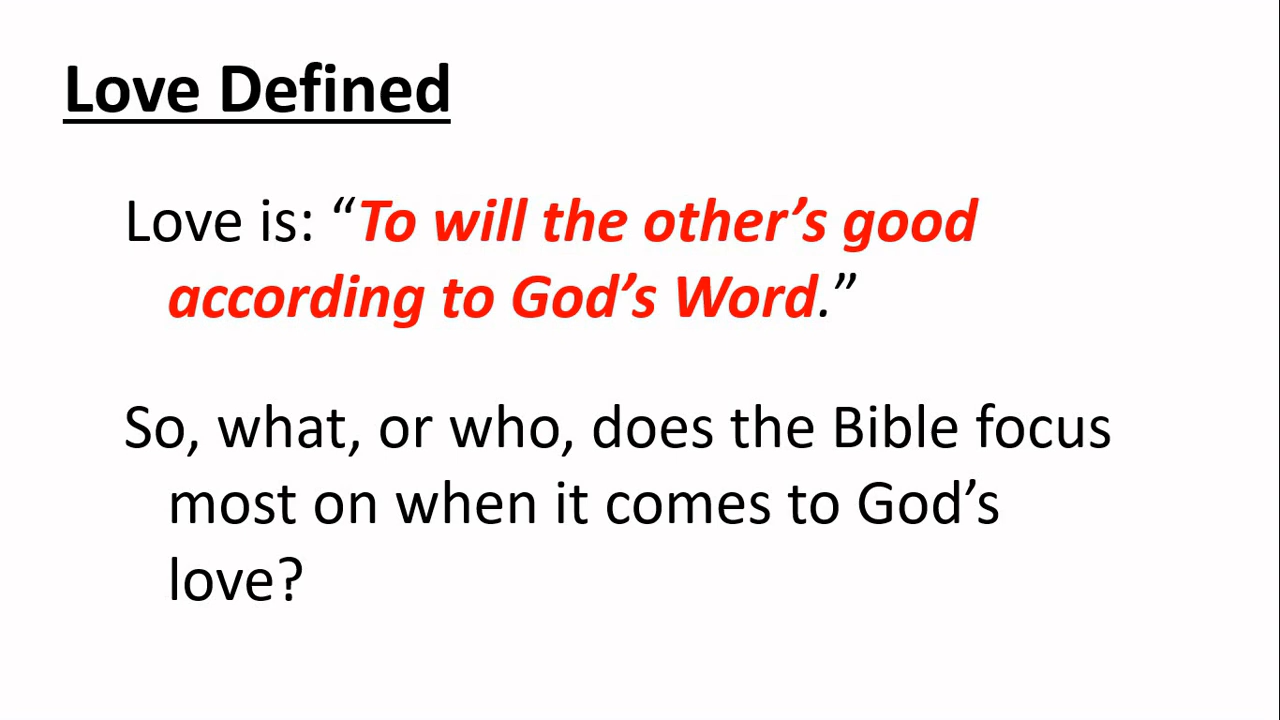 Love Defined
Love is: “To will the other’s good
according to God’s Word.”
So, what, or who, does the Bible focus
most on when it comes to God’s
love?